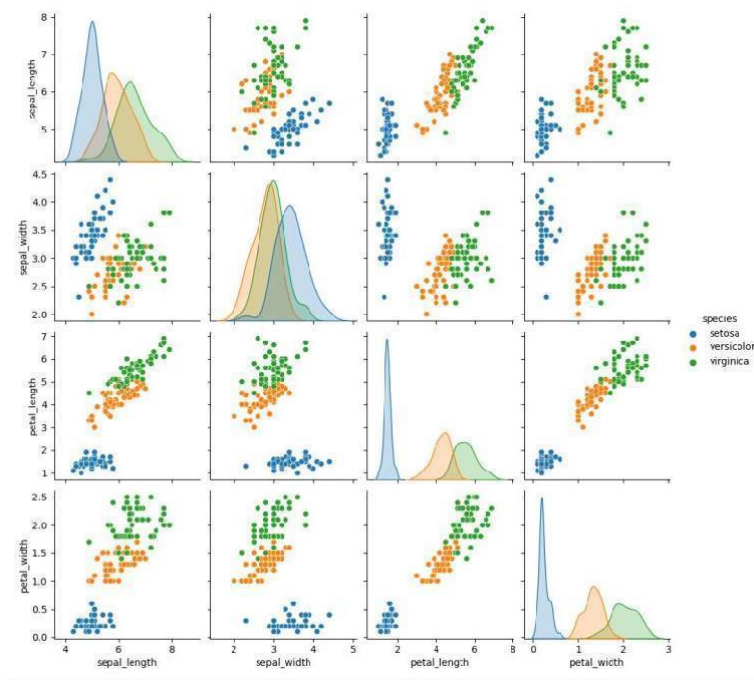 8
7
6
5
sepal_length
4.5
4.0
3.5
3.0
2.5
2.0
sepal_width
species
setosa
versicolor
virginica
7
6
5
4
3
2
1
petal_length
2.5
2.0
1.5
1.0
0.5
0.0
petal_width
4 6 8
sepal_length
2 3 4 5
sepal_width
2 4 6 8
petal_length
0 1 2 3
petal_width